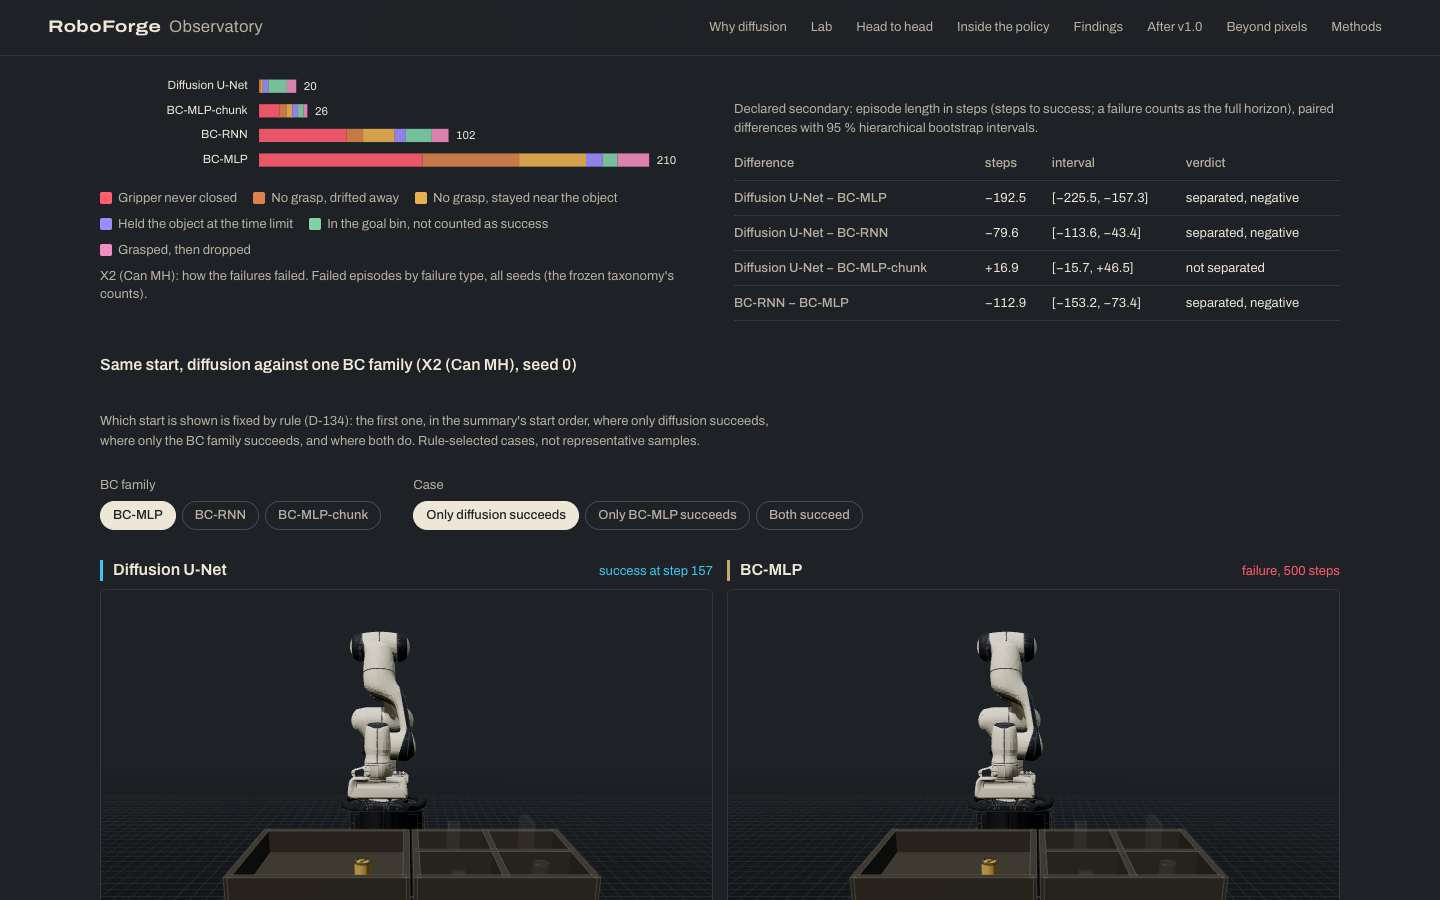 RoboForge Observatory
Why diffusion
Lab
Head to head
Inside the policy
Findings
After v1.0
Beyond pixels
Methods
Diffusion U-Net 20
BC-MLP-chunk 26
BC-RNN 102
BC-MLP 210
Gripper never closed
No grasp, drifted away
No grasp, stayed near the object
Held the object at the time limit
In the goal bin, not counted as success
Grasped, then dropped
X2 (Can MH): how the failures failed. Failed episodes by failure type, all seeds (the frozen taxonomy's
counts).
Declared secondary: episode length in steps (steps to success; a failure counts as the full horizon), paired
differences with 95 % hierarchical bootstrap intervals.
Difference steps interval verdict
Diffusion U-Net – BC-MLP −192.5 [−225.5, −157.3] separated, negative
Diffusion U-Net – BC-RNN −79.6 [−113.6, −43.4] separated, negative
Diffusion U-Net – BC-MLP-chunk +16.9 [−15.7, +46.5] not separated
BC-RNN – BC-MLP −112.9 [−153.2, −73.4] separated, negative
Same start, diffusion against one BC family (X2 (Can MH), seed 0)
Which start is shown is fixed by rule (D-134): the first one, in the summary's start order, where only diffusion succeeds,
where only the BC family succeeds, and where both do. Rule-selected cases, not representative samples.
BC family
BC-MLP
BC-RNN
BC-MLP-chunk
Case
Only diffusion succeeds
Only BC-MLP succeeds
Both succeed
Diffusion U-Net success at step 157
BC-MLP failure, 500 steps